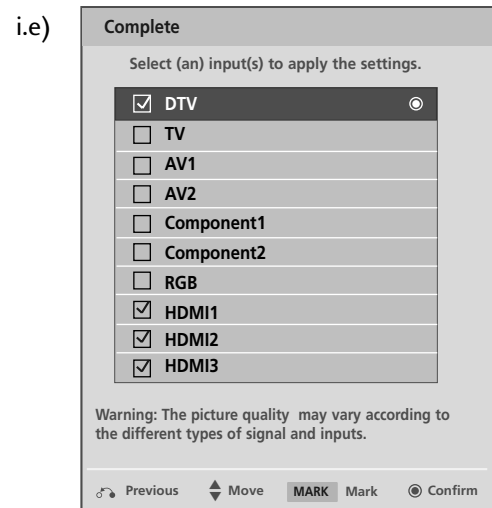 i.e)
Complete
Select (an) input(s) to apply the settings.
DTV
TV
AV1
AV2
Component1
Component2
RGB
HDMI1
HDMI2
HDMI3
Warning: The picture quality may vary according to
the different types of signal and inputs.
Previous Move MARK Mark Confirm